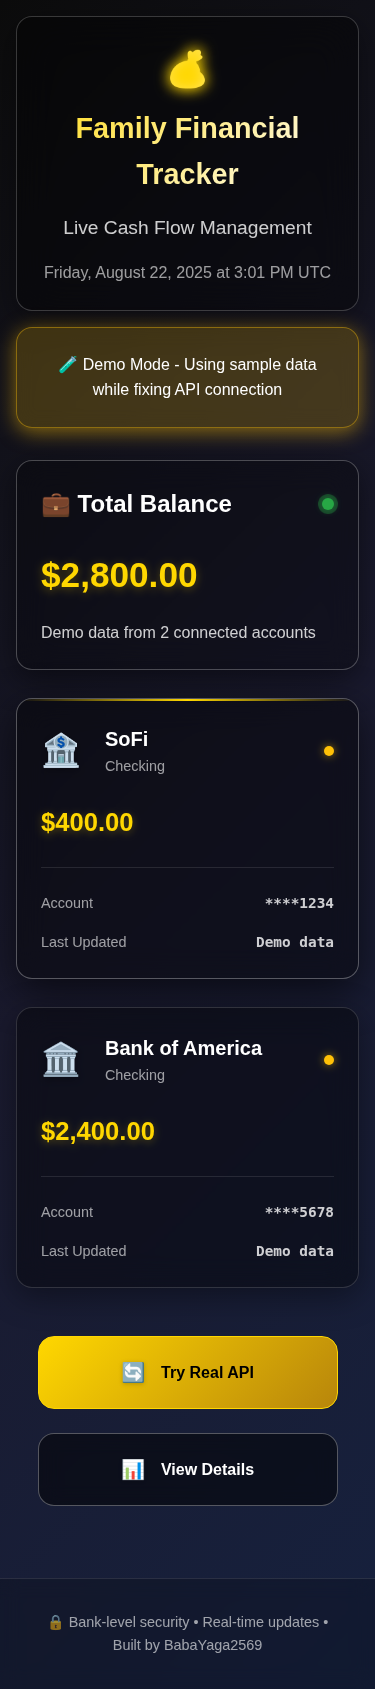 Family Financial
Tracker
Live Cash Flow Management
Friday, August 22, 2025 at 3:01 PM UTC
🧪 Demo Mode - Using sample data
while fixing API connection
💼 Total Balance
$2,800.00
Demo data from 2 connected accounts
SoFi
Checking
$400.00
Account ****1234
Last Updated Demo data
Bank of America
Checking
$2,400.00
Account ****5678
Last Updated Demo data
🔄 Try Real API
📊 View Details
🔒 Bank-level security • Real-time updates •
Built by BabaYaga2569